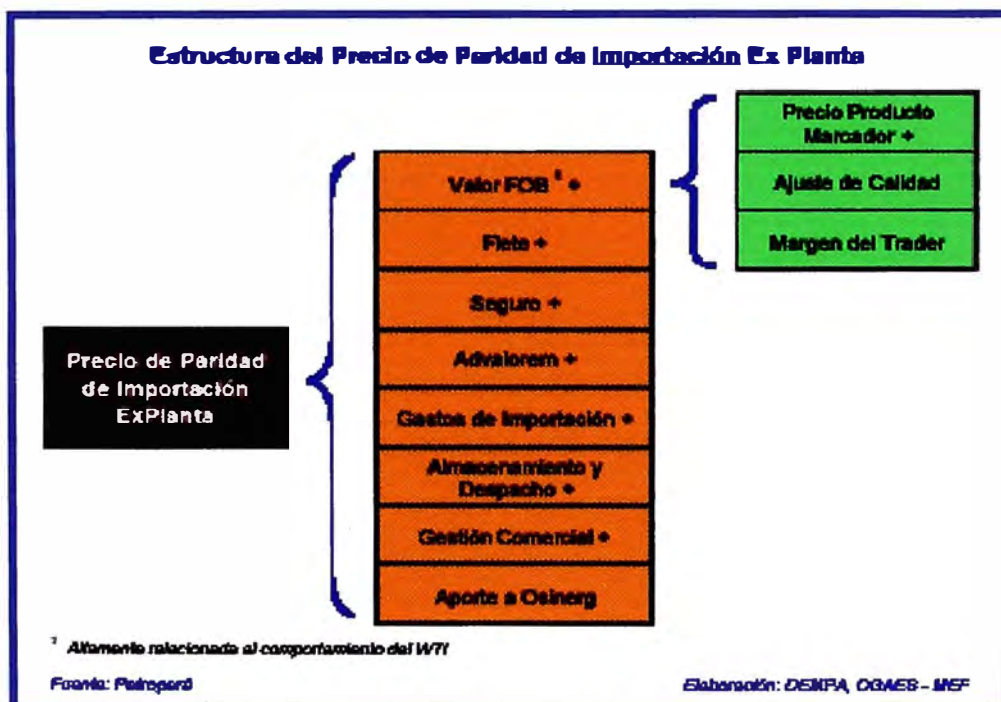 Estructura del Precio de Paridad de Importación Ex Planta
Precio Producto
Marcador +
Ajuste de Calidad
Margen del Trader
Valor FOB ¹ +
Flete +
Seguro +
Advalorem +
Gastos de Importación +
Almacenamiento y
Despacho +
Gestión Comercial +
Aporte a Osinerg
Precio de Paridad
de Importación
ExPlanta
¹ Altamente relacionada al comportamiento del WTI
Fuente: Petroperú
Elaboración: DEMPA, OGAES - MEF